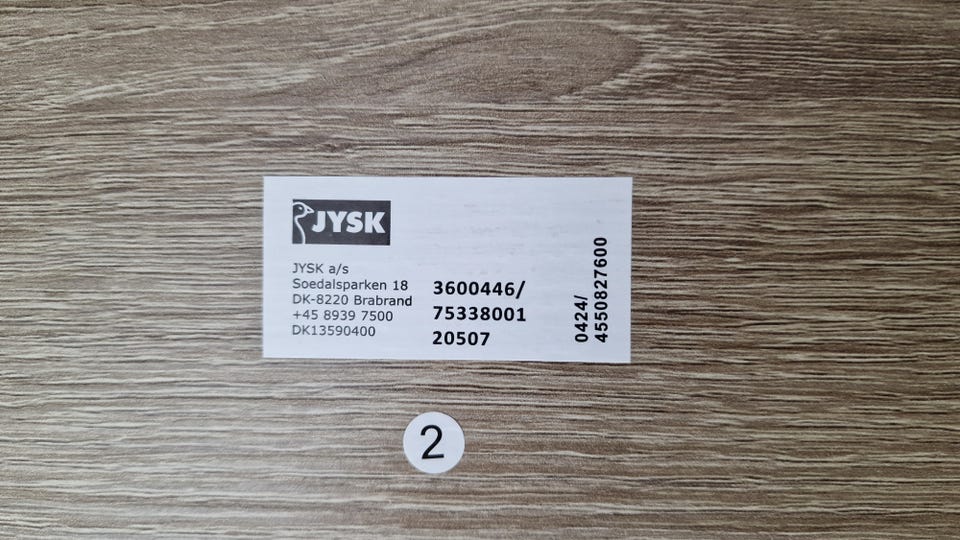 JYSK
JYSK a/s
Soedalsparken 18
DK-8220 Brabrand
+45 8939 7500
DK13590400
3600446/
75338001
20507
0424/
4550827600
2